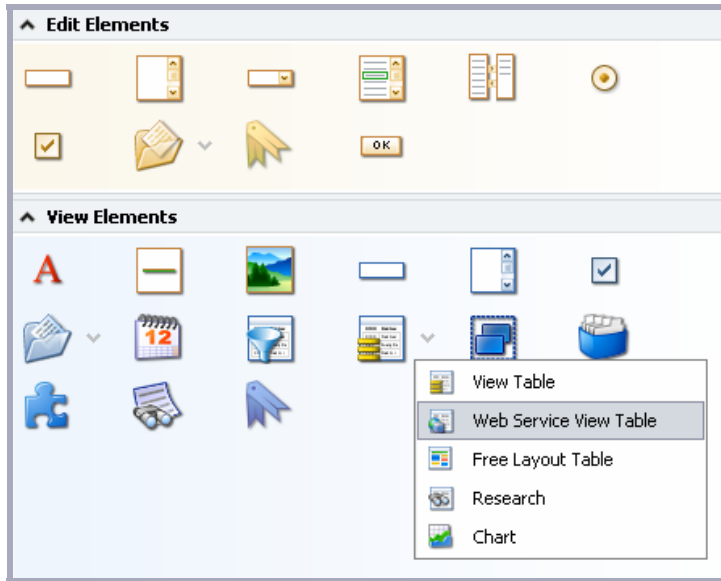 Edit Elements
OK
View Elements
A
12
View Table
Web Service View Table
Free Layout Table
Research
Chart